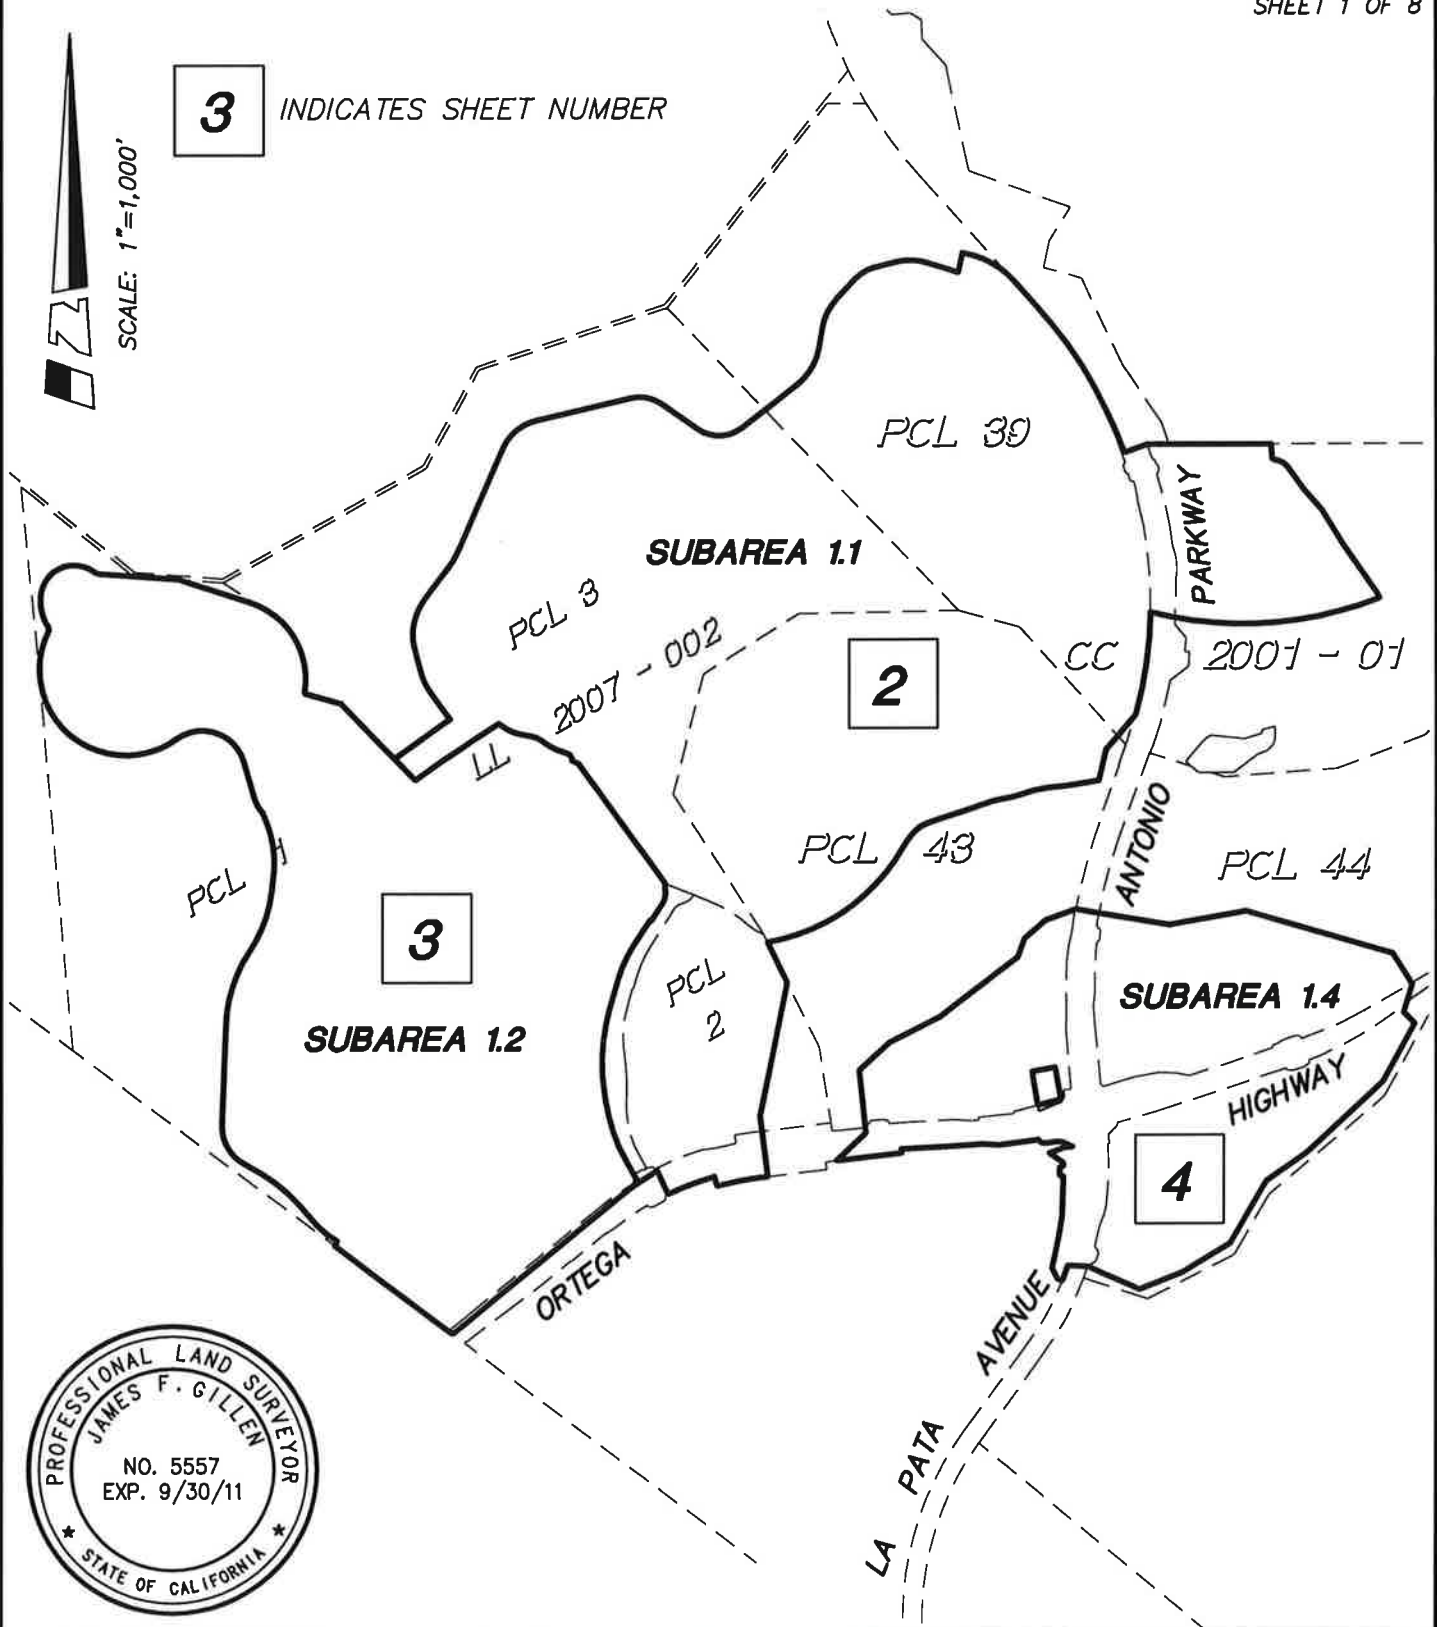 SHEET 1 OF 8
3 INDICATES SHEET NUMBER
SCALE: 1"=1,000'
N
PCL 39
SUBAREA 1.1
PARKWAY
PCL 3
LL 2007 - 002
2
CC 2001 - 01
PCL 43
ANTONIO
PCL 44
PCL 1
3
PCL
2
SUBAREA 1.2
SUBAREA 1.4
HIGHWAY
4
ORTEGA
LA PATA AVENUE
PROFESSIONAL LAND SURVEYOR
JAMES F. GILLEN
NO. 5557
EXP. 9/30/11
★ STATE OF CALIFORNIA ★